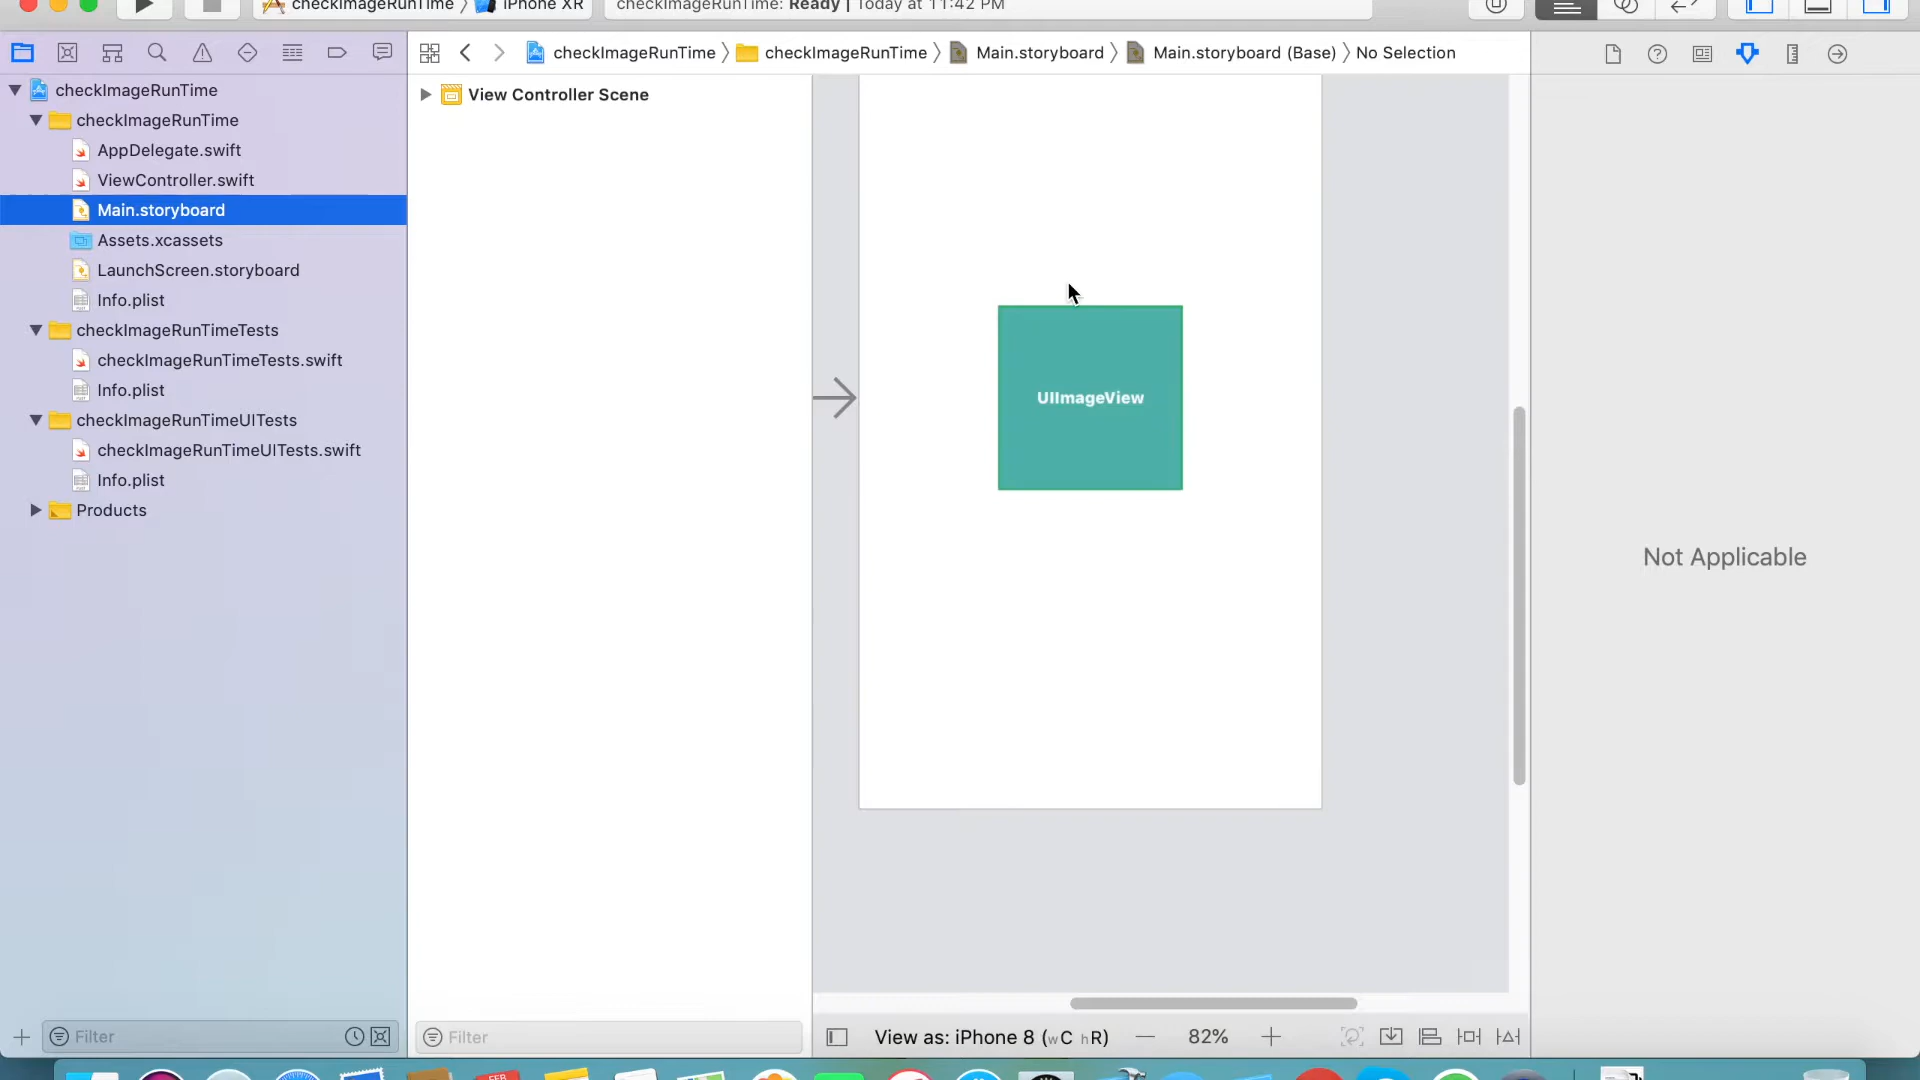 checkImageRunTime 〉 iPhone XR
checkImageRunTime: Ready | Today at 11:42 PM
checkImageRunTime 〉 checkImageRunTime 〉 Main.storyboard 〉 Main.storyboard (Base) 〉 No Selection
checkImageRunTime
checkImageRunTime
AppDelegate.swift
ViewController.swift
Main.storyboard
Assets.xcassets
LaunchScreen.storyboard
Info.plist
checkImageRunTimeTests
checkImageRunTimeTests.swift
Info.plist
checkImageRunTimeUITests
checkImageRunTimeUITests.swift
Info.plist
Products
View Controller Scene
UIImageView
Not Applicable
Filter
Filter
View as: iPhone 8 (wC hR)
82%
FEB